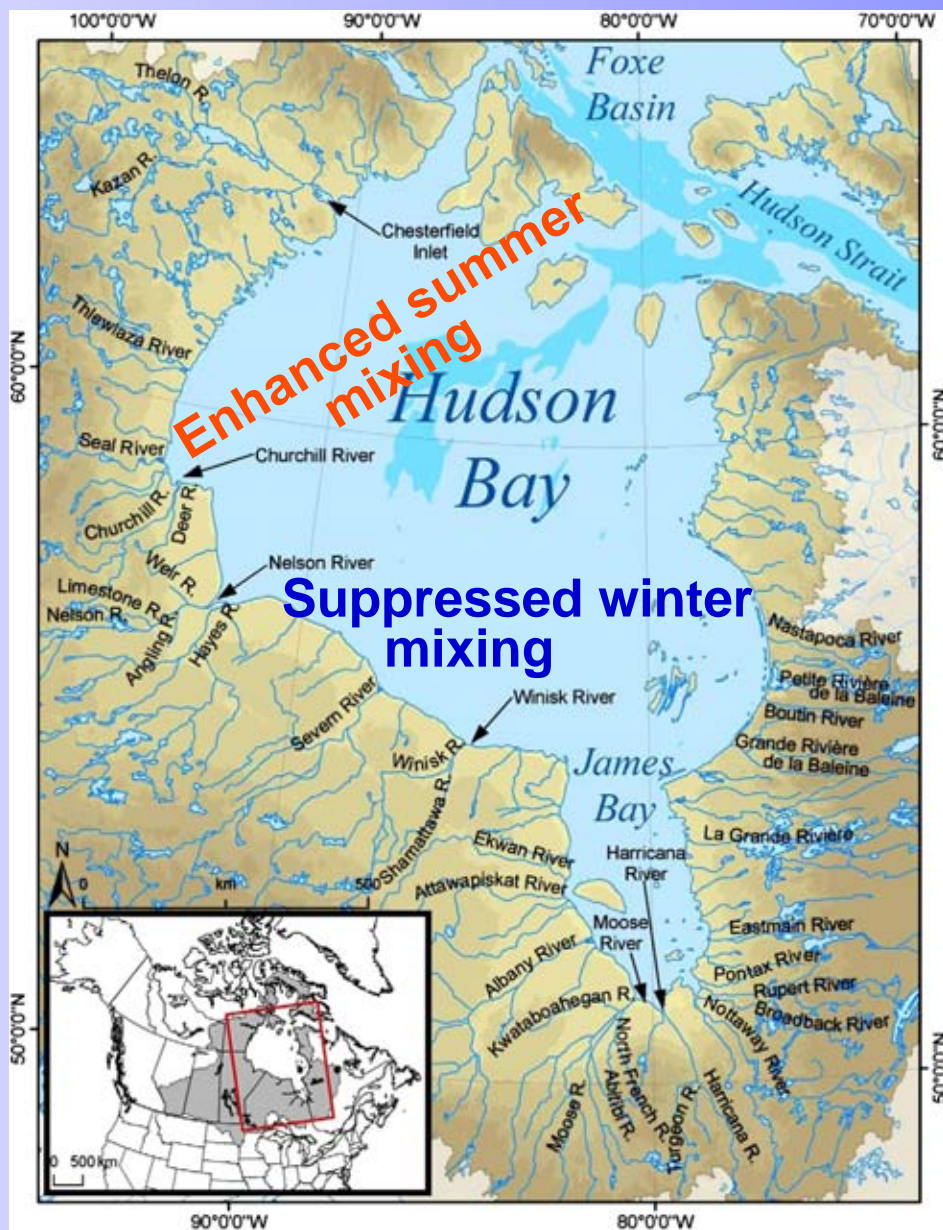 100°0'0"W 90°0'0"W 80°0'0"W 70°0'0"W
Foxe
Basin
Thelon R.
Kazan R.
Hudson Strait
Chesterfield
Inlet
Enhanced summer
mixing
Thlewiaza River
60°0'0"N
60°0'0"N
Hudson
Bay
Seal River
Churchill River
Churchill R.
Deer R.
Weir R.
Nelson River
Limestone R.
Nelson R.
Angling R.
Hayes R.
Suppressed winter
mixing
Nastapoca River
Petite Rivière
de la Baleine
Severn River
Winisk River
Boutin River
Winisk R.
Grande Rivière
de la Baleine
James
Bay
Shamattawa R.
La Grande Rivière
Ekwan River
Harricana
River
N
0 km 500
Attawapiskat River
Moose
River
Eastmain River
Albany River
Pontax River
Rupert River
Kwataboahegan R.
Nottaway River
Broadback River
50°0'0"N
50°0'0"N
North French R.
Abitibi R.
Moose R.
Turgeon R.
Harricana R.
0 500 km
90°0'0"W 80°0'0"W